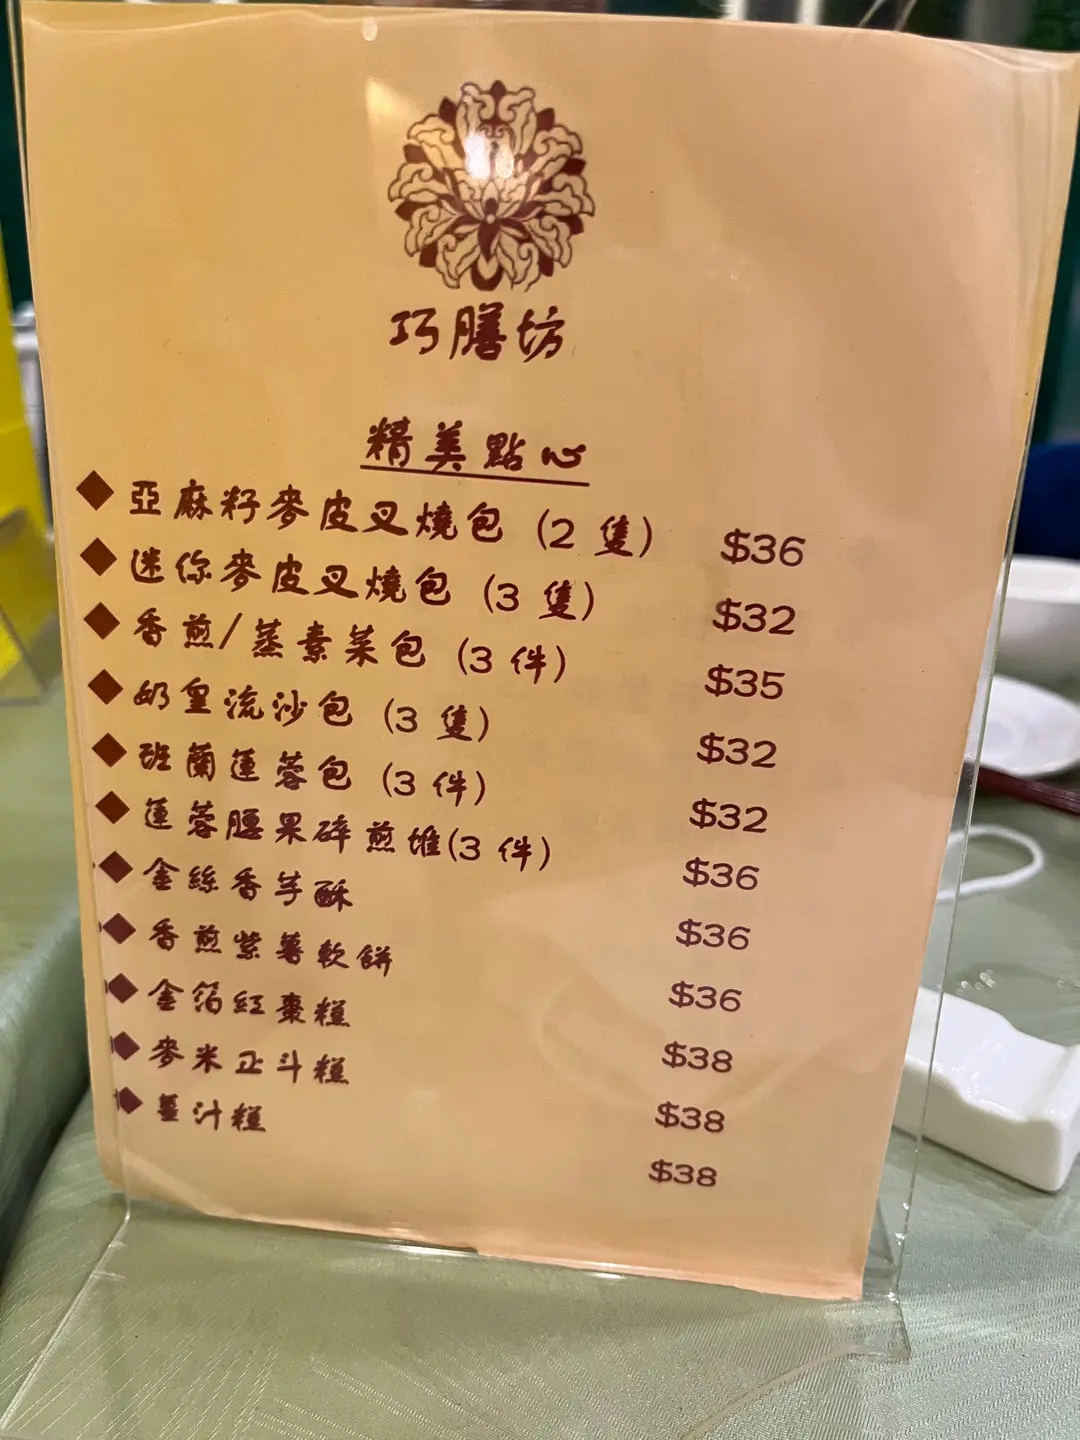 巧膳坊
精美點心
◆ 亞麻籽麥皮叉燒包 (2 隻) $36
◆ 迷你麥皮叉燒包 (3 隻) $32
◆ 香煎/蒸素菜包 (3 件) $35
◆ 奶皇流沙包 (3 隻) $32
◆ 班蘭蓮蓉包 (3 件) $32
◆ 蓮蓉腰果碎煎堆(3 件) $36
◆ 金絲香芋酥 $36
◆ 香煎紫薯軟餅 $36
◆ 金箔紅棗糕 $38
◆ 麥米正斗糕 $38
◆ 薑汁糕 $38